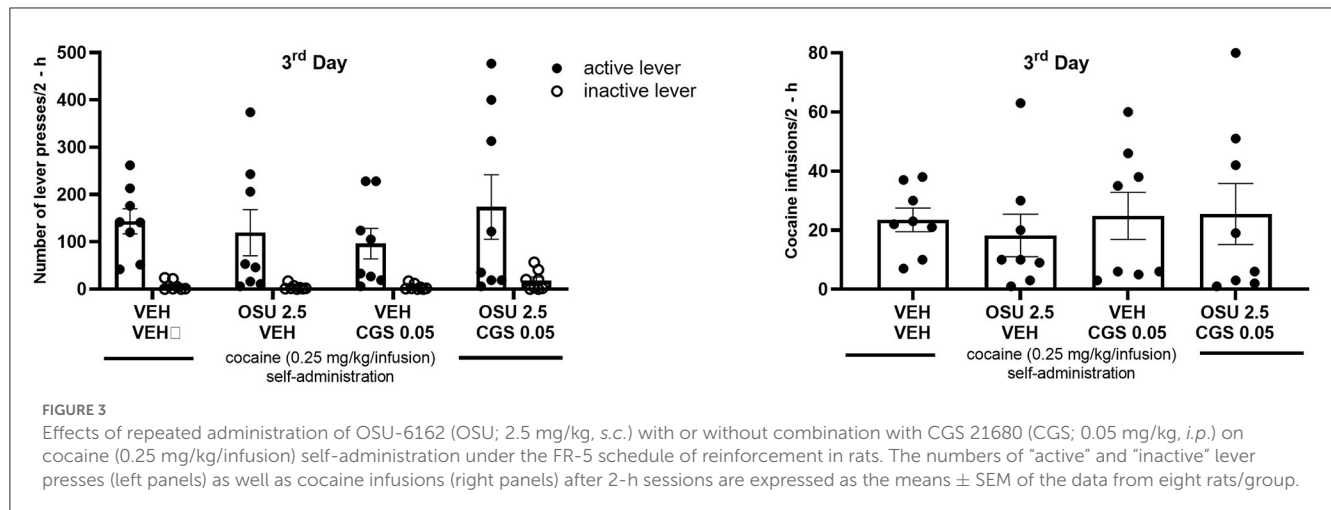 3rd Day
active lever
inactive lever
Number of lever presses/2 - h
500
400
300
200
100
0
VEH OSU 2.5 VEH OSU 2.5
VEH□ VEH CGS 0.05 CGS 0.05
cocaine (0.25 mg/kg/infusion)
self-administration
3rd Day
Cocaine infusions/2 - h
80
60
40
20
0
VEH OSU 2.5 VEH OSU 2.5
VEH VEH CGS 0.05 CGS 0.05
cocaine (0.25 mg/kg/infusion)
self-administration
FIGURE 3
Effects of repeated administration of OSU-6162 (OSU; 2.5 mg/kg, s.c.) with or without combination with CGS 21680 (CGS; 0.05 mg/kg, i.p.) on
cocaine (0.25 mg/kg/infusion) self-administration under the FR-5 schedule of reinforcement in rats. The numbers of “active” and “inactive” lever
presses (left panels) as well as cocaine infusions (right panels) after 2-h sessions are expressed as the means ± SEM of the data from eight rats/group.